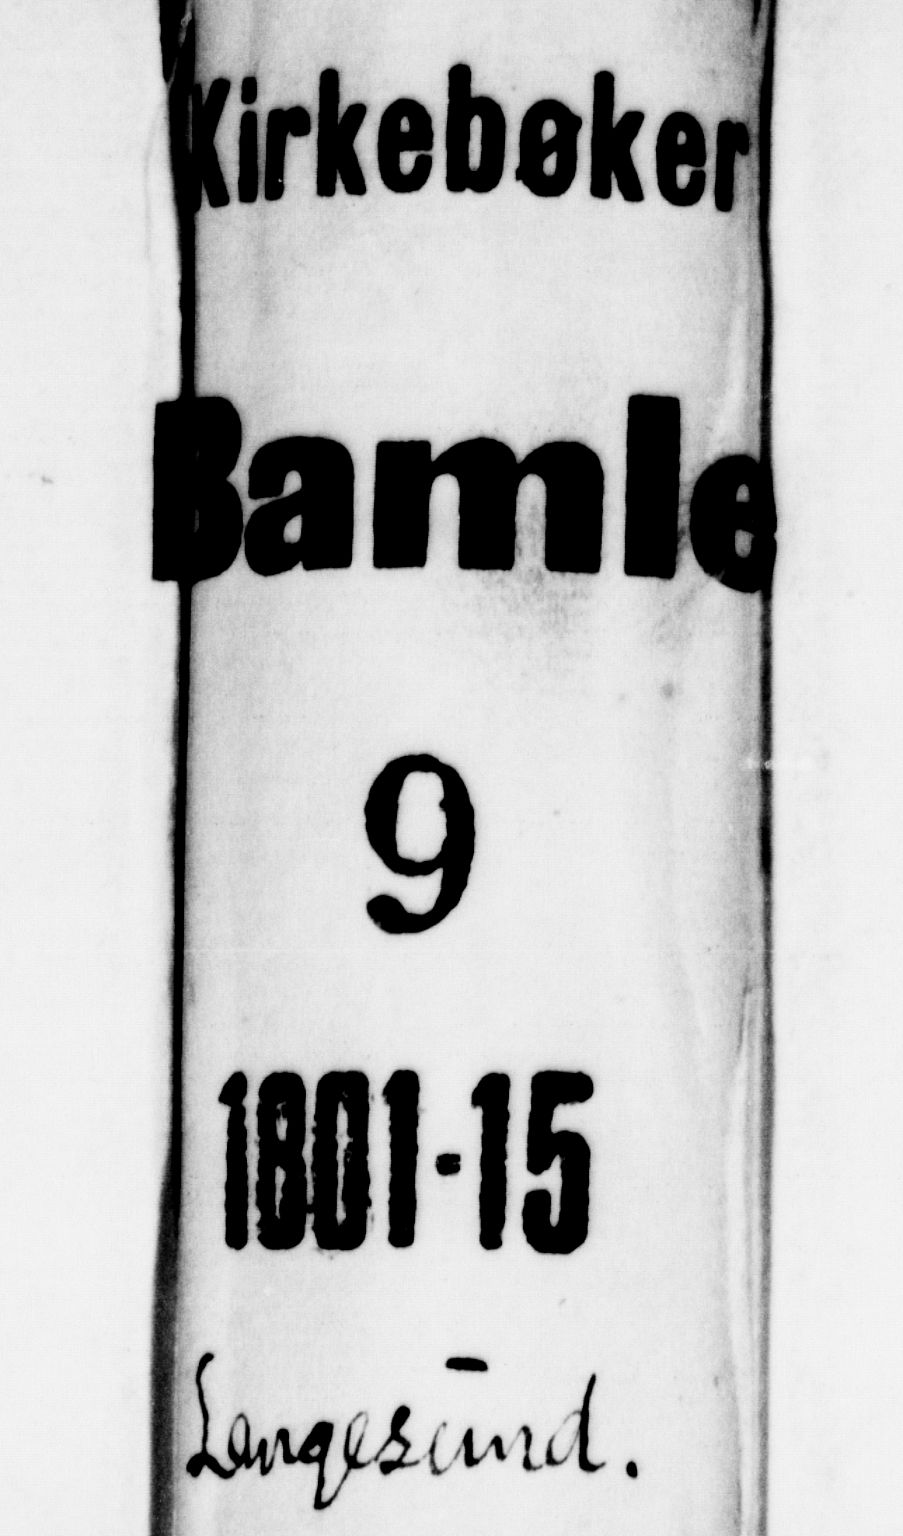 Kirkebøker
Bamle
9
1801-15
Langesund.